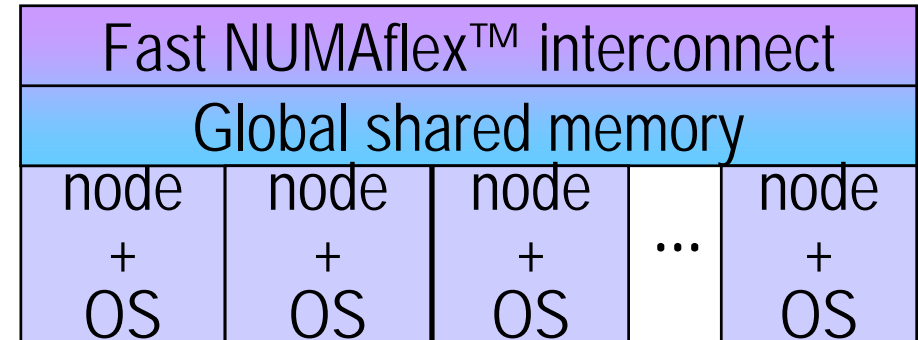 Fast NUMAflex™ interconnect
Global shared memory
node node node ... node
+ + + +
OS OS OS OS